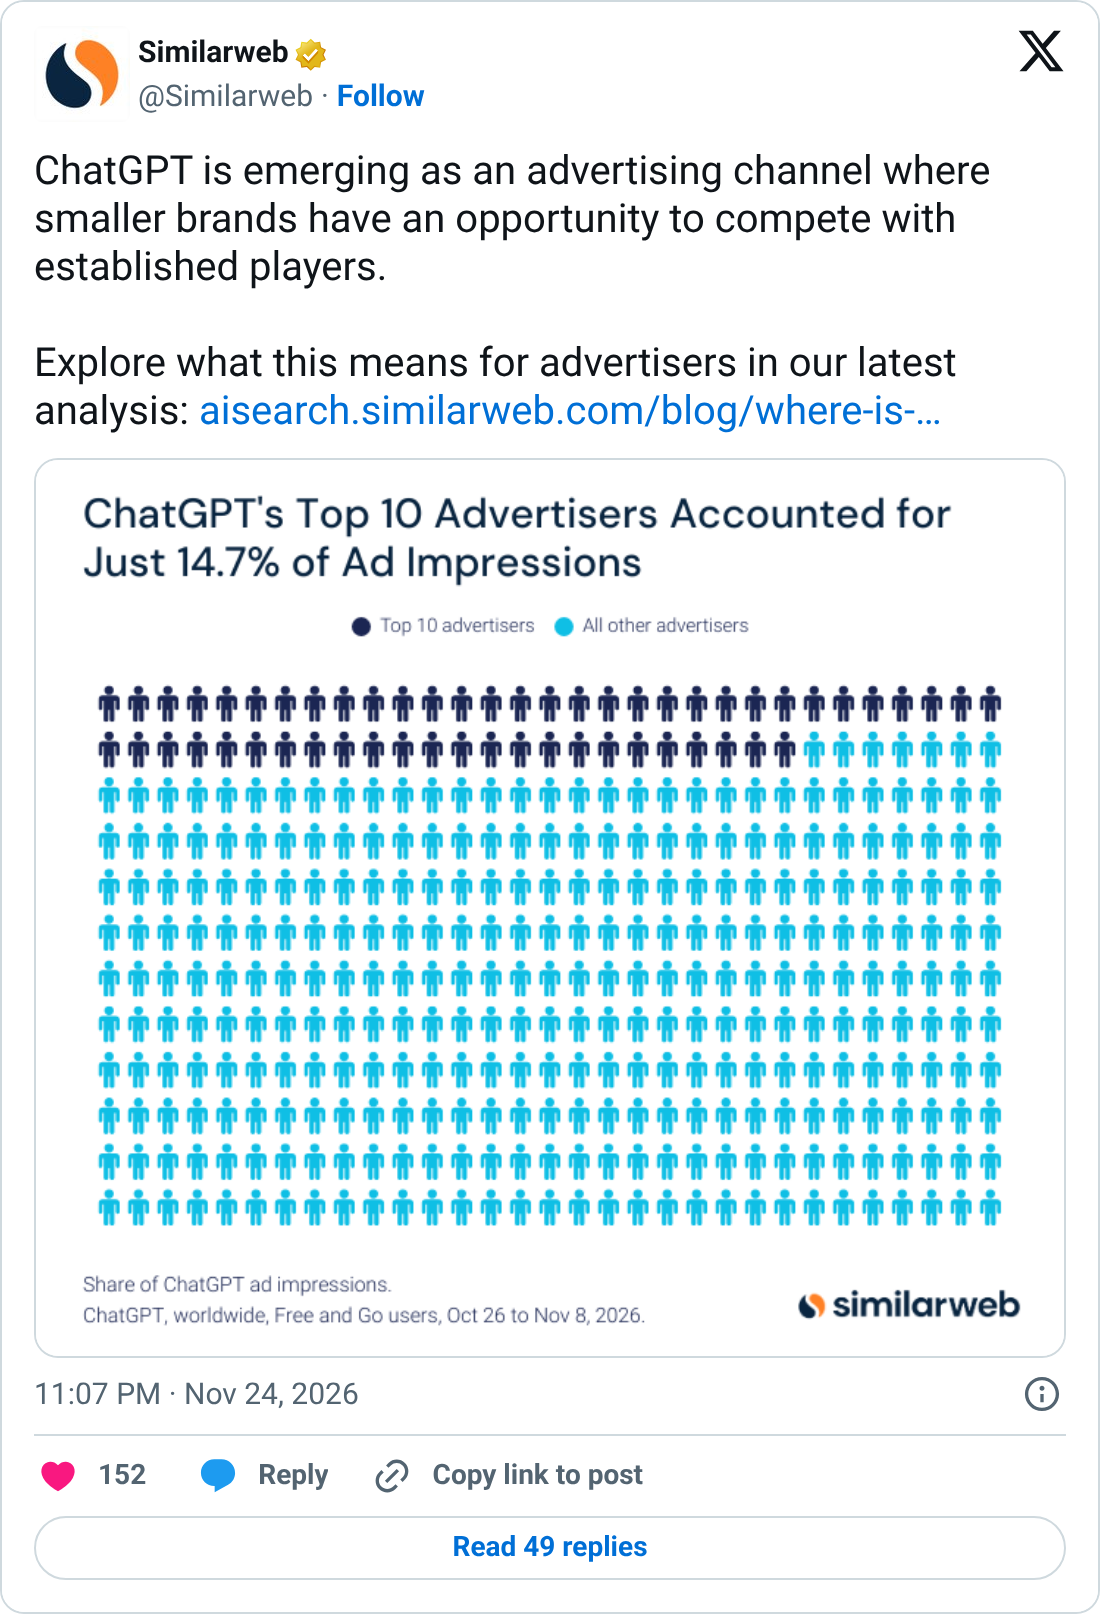 Similarweb
@Similarweb · Follow
ChatGPT is emerging as an advertising channel where
smaller brands have an opportunity to compete with
established players.
Explore what this means for advertisers in our latest
analysis: aisearch.similarweb.com/blog/where-is-…
ChatGPT's Top 10 Advertisers Accounted for
Just 14.7% of Ad Impressions
Top 10 advertisers
All other advertisers
Share of ChatGPT ad impressions.
ChatGPT, worldwide, Free and Go users, Oct 26 to Nov 8, 2026.
similarweb
11:07 PM · Nov 24, 2026
152 Reply Copy link to post
Read 49 replies